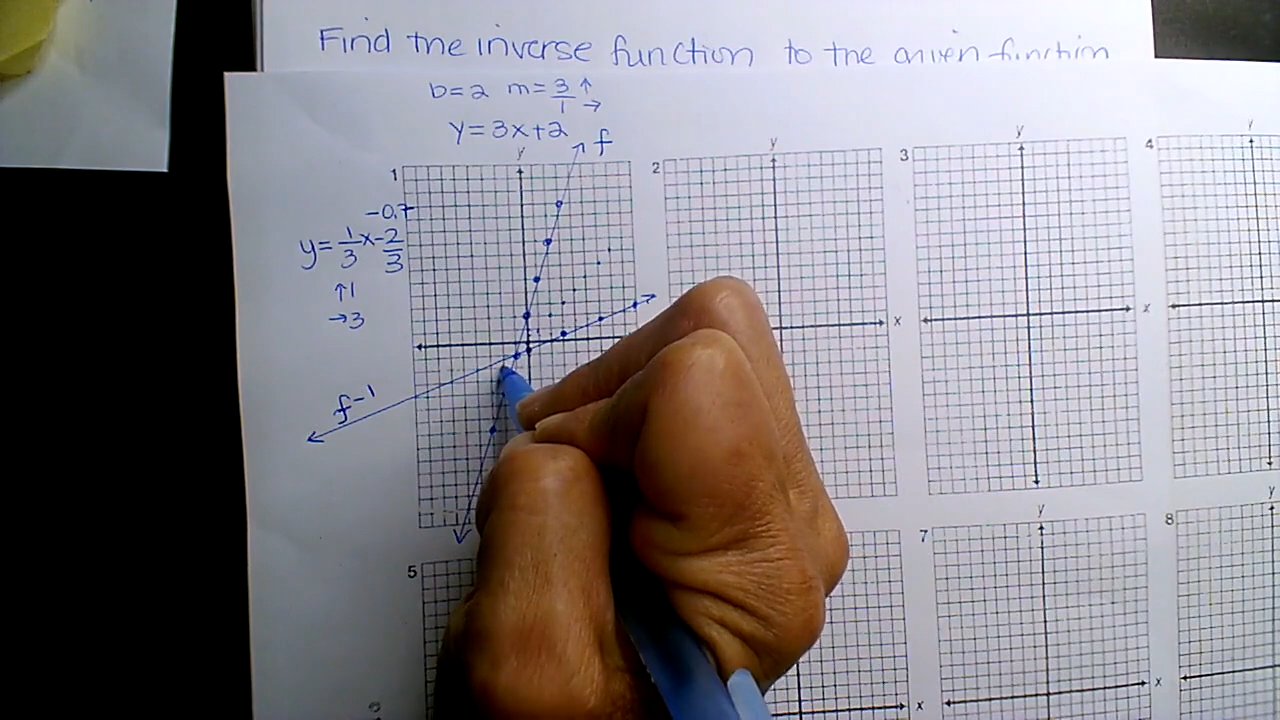 Find the inverse function to the given function
b=2 m=3/1 ↑ →
y=3x+2
f
y
y
y
y
1
2
3
4
-0.7
y=1/3x-2/3
↑1
→3
x
x
f⁻¹
y
y
5
7
8
x
x